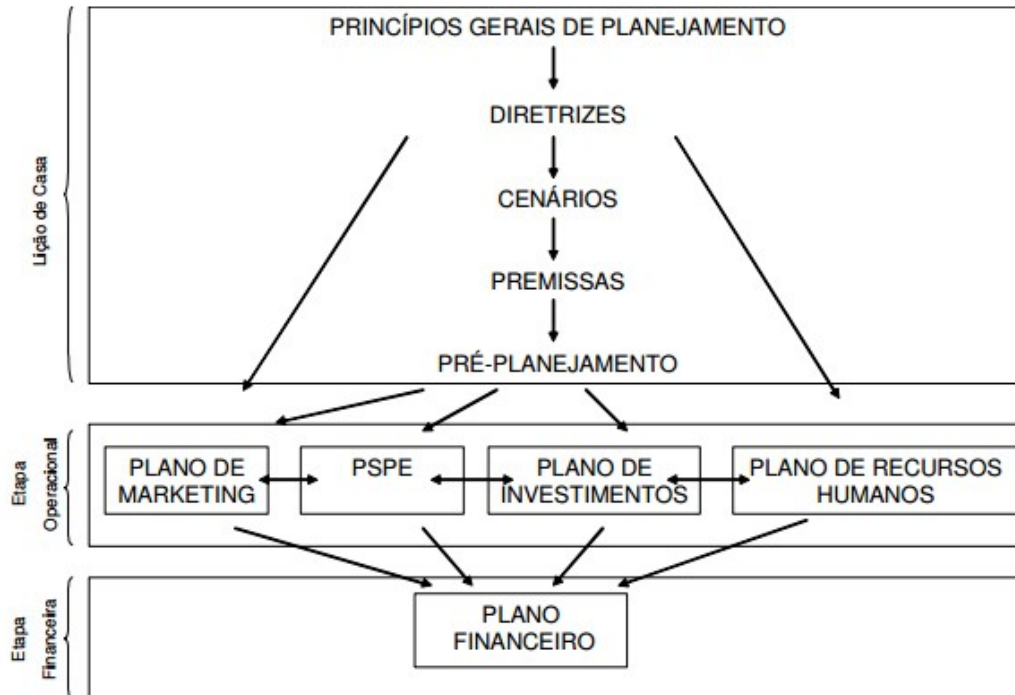 PRINCÍPIOS GERAIS DE PLANEJAMENTO
DIRETRIZES
CENÁRIOS
PREMISSAS
PRÉ-PLANEJAMENTO
Lição de Casa
PLANO DE
MARKETING
PSPE
PLANO DE
INVESTIMENTOS
PLANO DE RECURSOS
HUMANOS
Etapa
Operacional
PLANO
FINANCEIRO
Etapa
Financeira